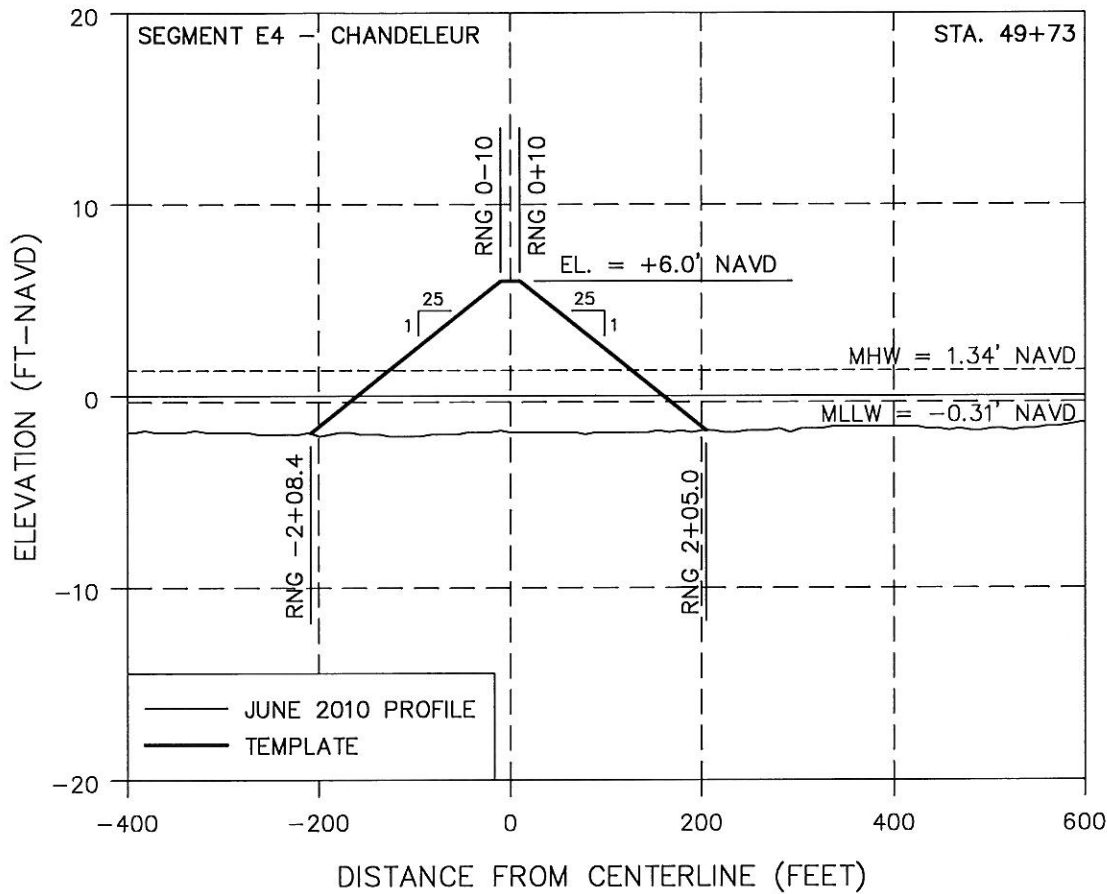 SEGMENT E4 – CHANDELEUR
STA. 49+73
20
10
0
-10
-20
ELEVATION (FT-NAVD)
RNG 0-10
RNG 0+10
EL. = +6.0' NAVD
25
1
25
1
MHW = 1.34' NAVD
MLLW = -0.31' NAVD
RNG -2+08.4
RNG 2+05.0
JUNE 2010 PROFILE
TEMPLATE
-400
-200
0
200
400
600
DISTANCE FROM CENTERLINE (FEET)